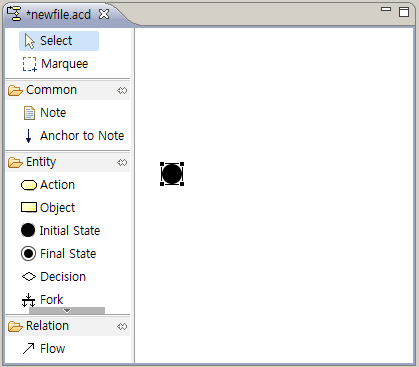 *newfile.acd
Select
Marquee
Common
Note
Anchor to Note
Entity
Action
Object
Initial State
Final State
Decision
Fork
Relation
Flow